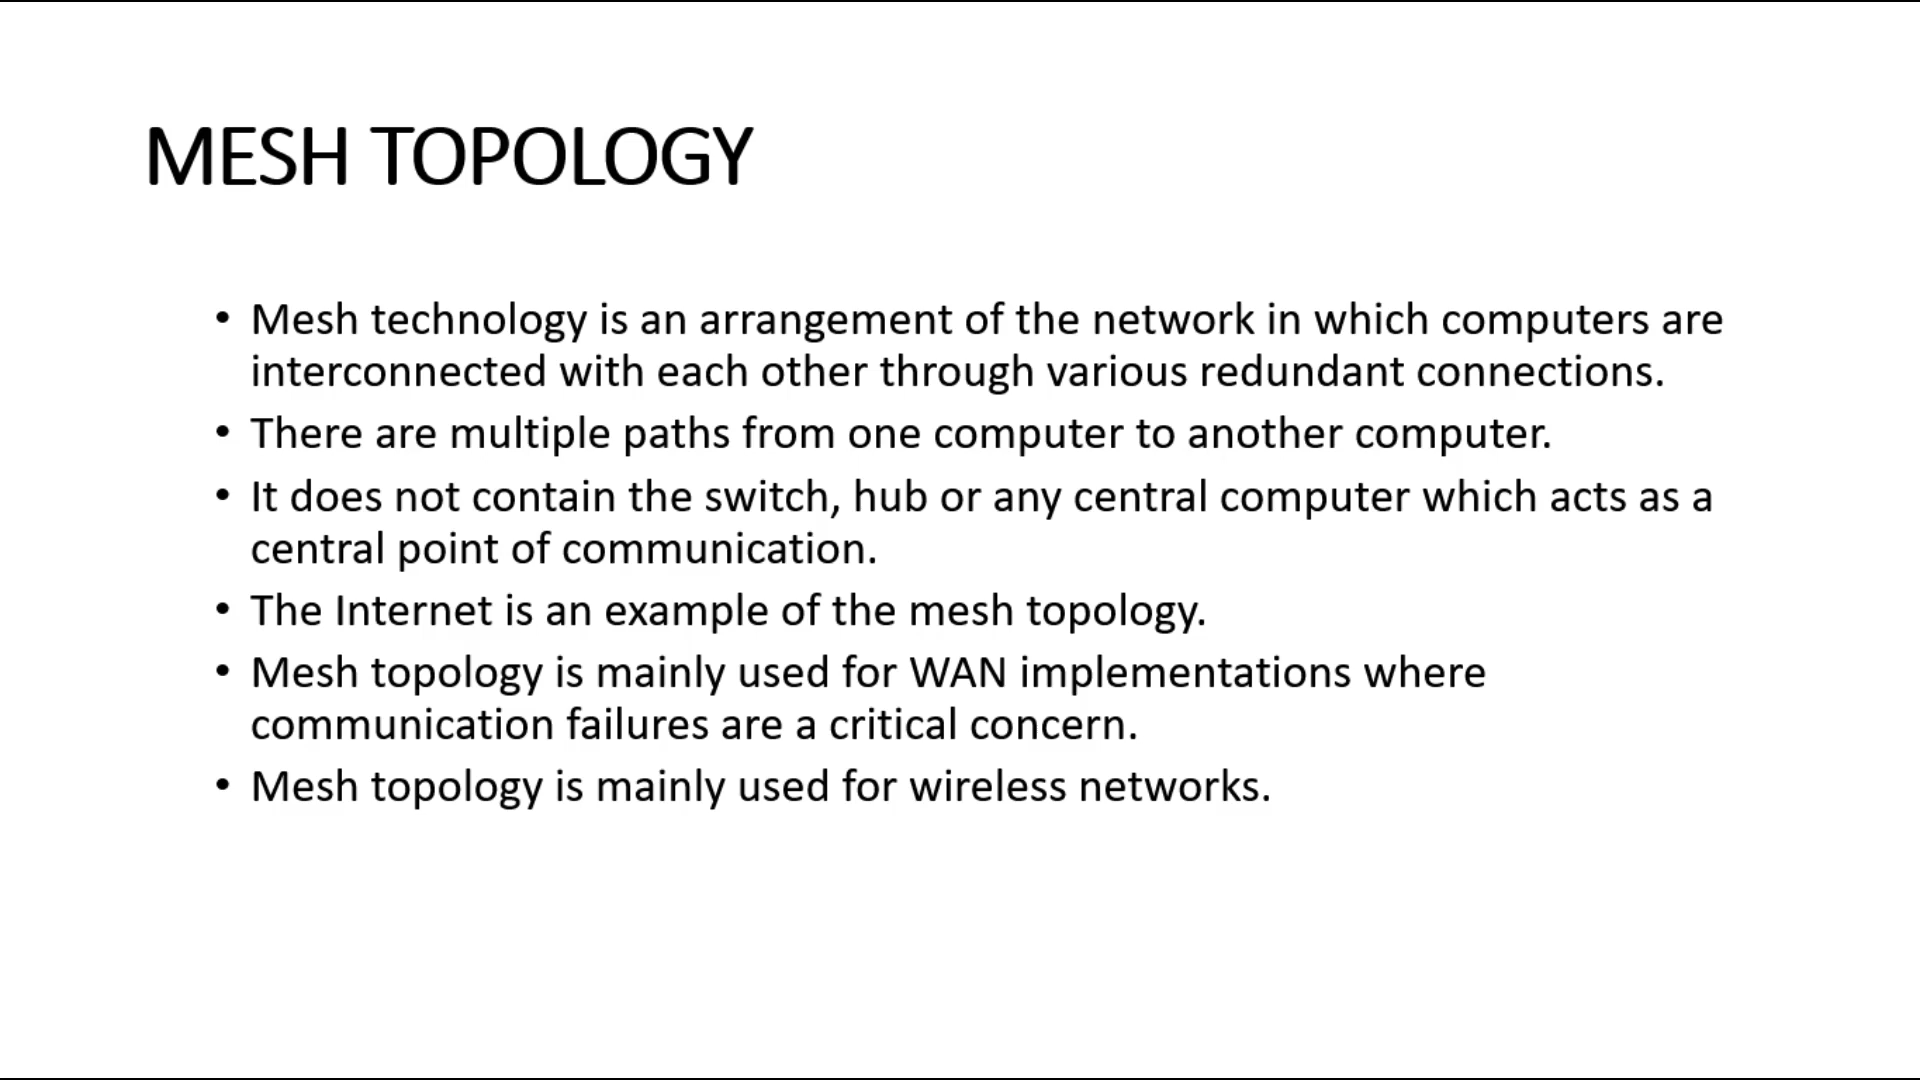 MESH TOPOLOGY
• Mesh technology is an arrangement of the network in which computers are
interconnected with each other through various redundant connections.
• There are multiple paths from one computer to another computer.
• It does not contain the switch, hub or any central computer which acts as a
central point of communication.
• The Internet is an example of the mesh topology.
• Mesh topology is mainly used for WAN implementations where
communication failures are a critical concern.
• Mesh topology is mainly used for wireless networks.